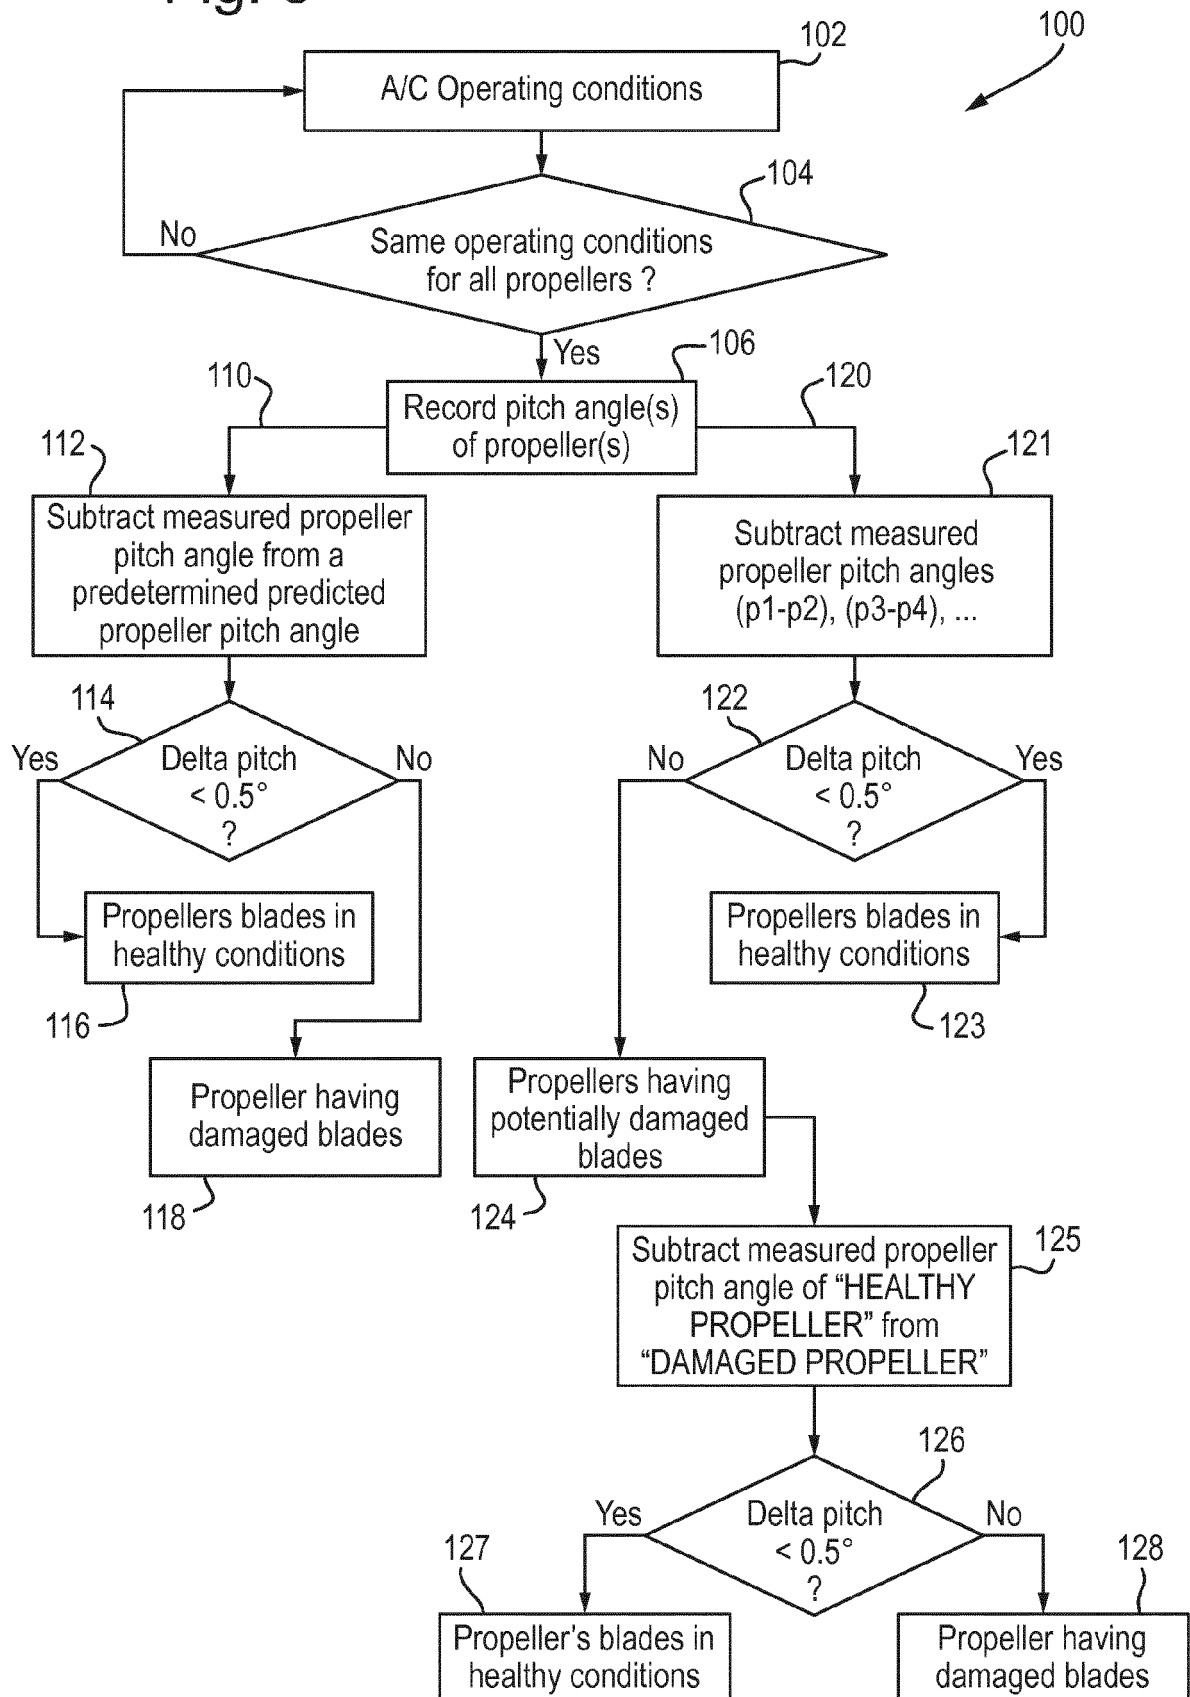 102
100
A/C Operating conditions
104
No
Same operating conditions
for all propellers ?
Yes
106
110
120
Record pitch angle(s)
of propeller(s)
112
121
Subtract measured propeller
pitch angle from a
predetermined predicted
propeller pitch angle
Subtract measured
propeller pitch angles
(p1-p2), (p3-p4), ...
114
122
Yes
Delta pitch
< 0.5°
?
No
No
Delta pitch
< 0.5°
?
Yes
Propellers blades in
healthy conditions
Propellers blades in
healthy conditions
116
123
Propeller having
damaged blades
Propellers having
potentially damaged
blades
118
124
Subtract measured propeller
pitch angle of “HEALTHY
PROPELLER” from
“DAMAGED PROPELLER”
125
126
Yes
Delta pitch
< 0.5°
?
No
127
128
Propeller's blades in
healthy conditions
Propeller having
damaged blades